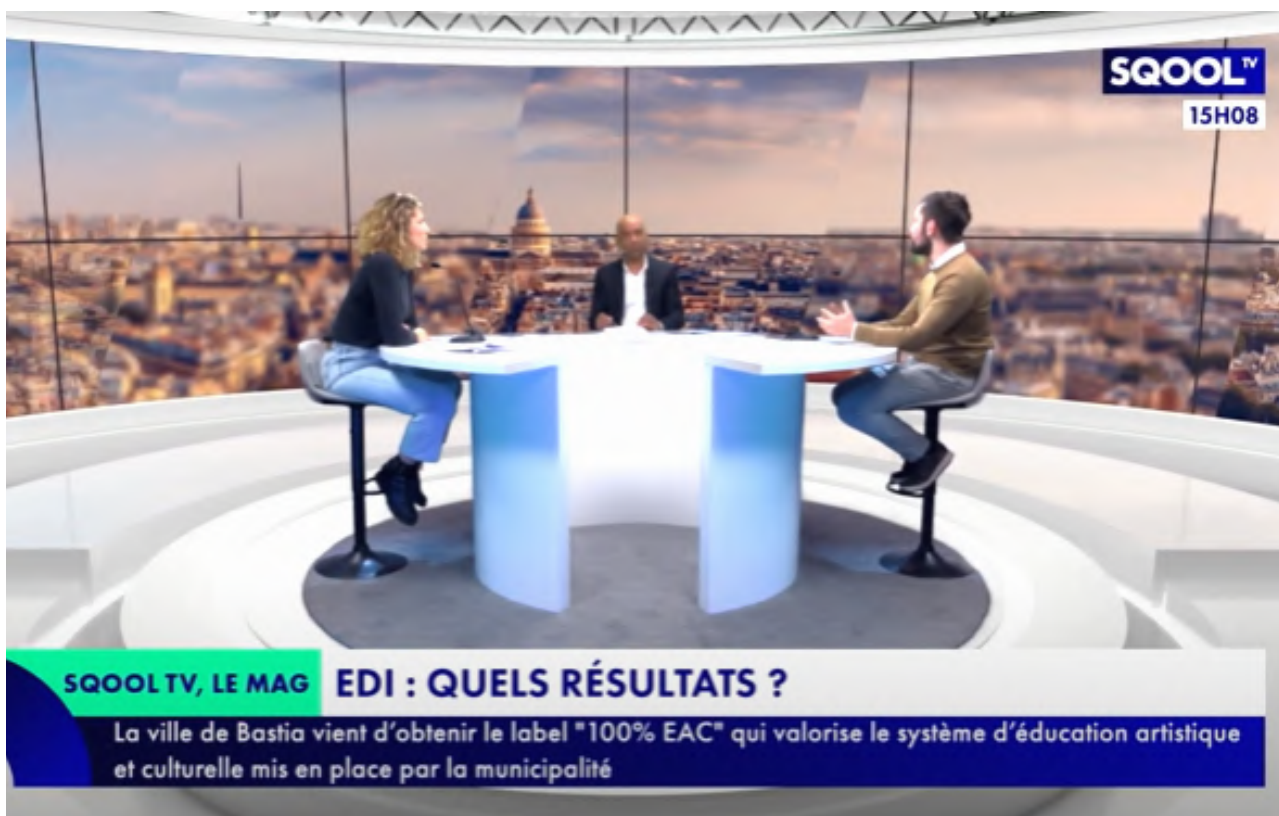 SQOOL TV
15H08
SQOOL TV, LE MAG
EDI : QUELS RÉSULTATS ?
La ville de Bastia vient d'obtenir le label "100% EAC" qui valorise le système d'éducation artistique
et culturelle mis en place par la municipalité